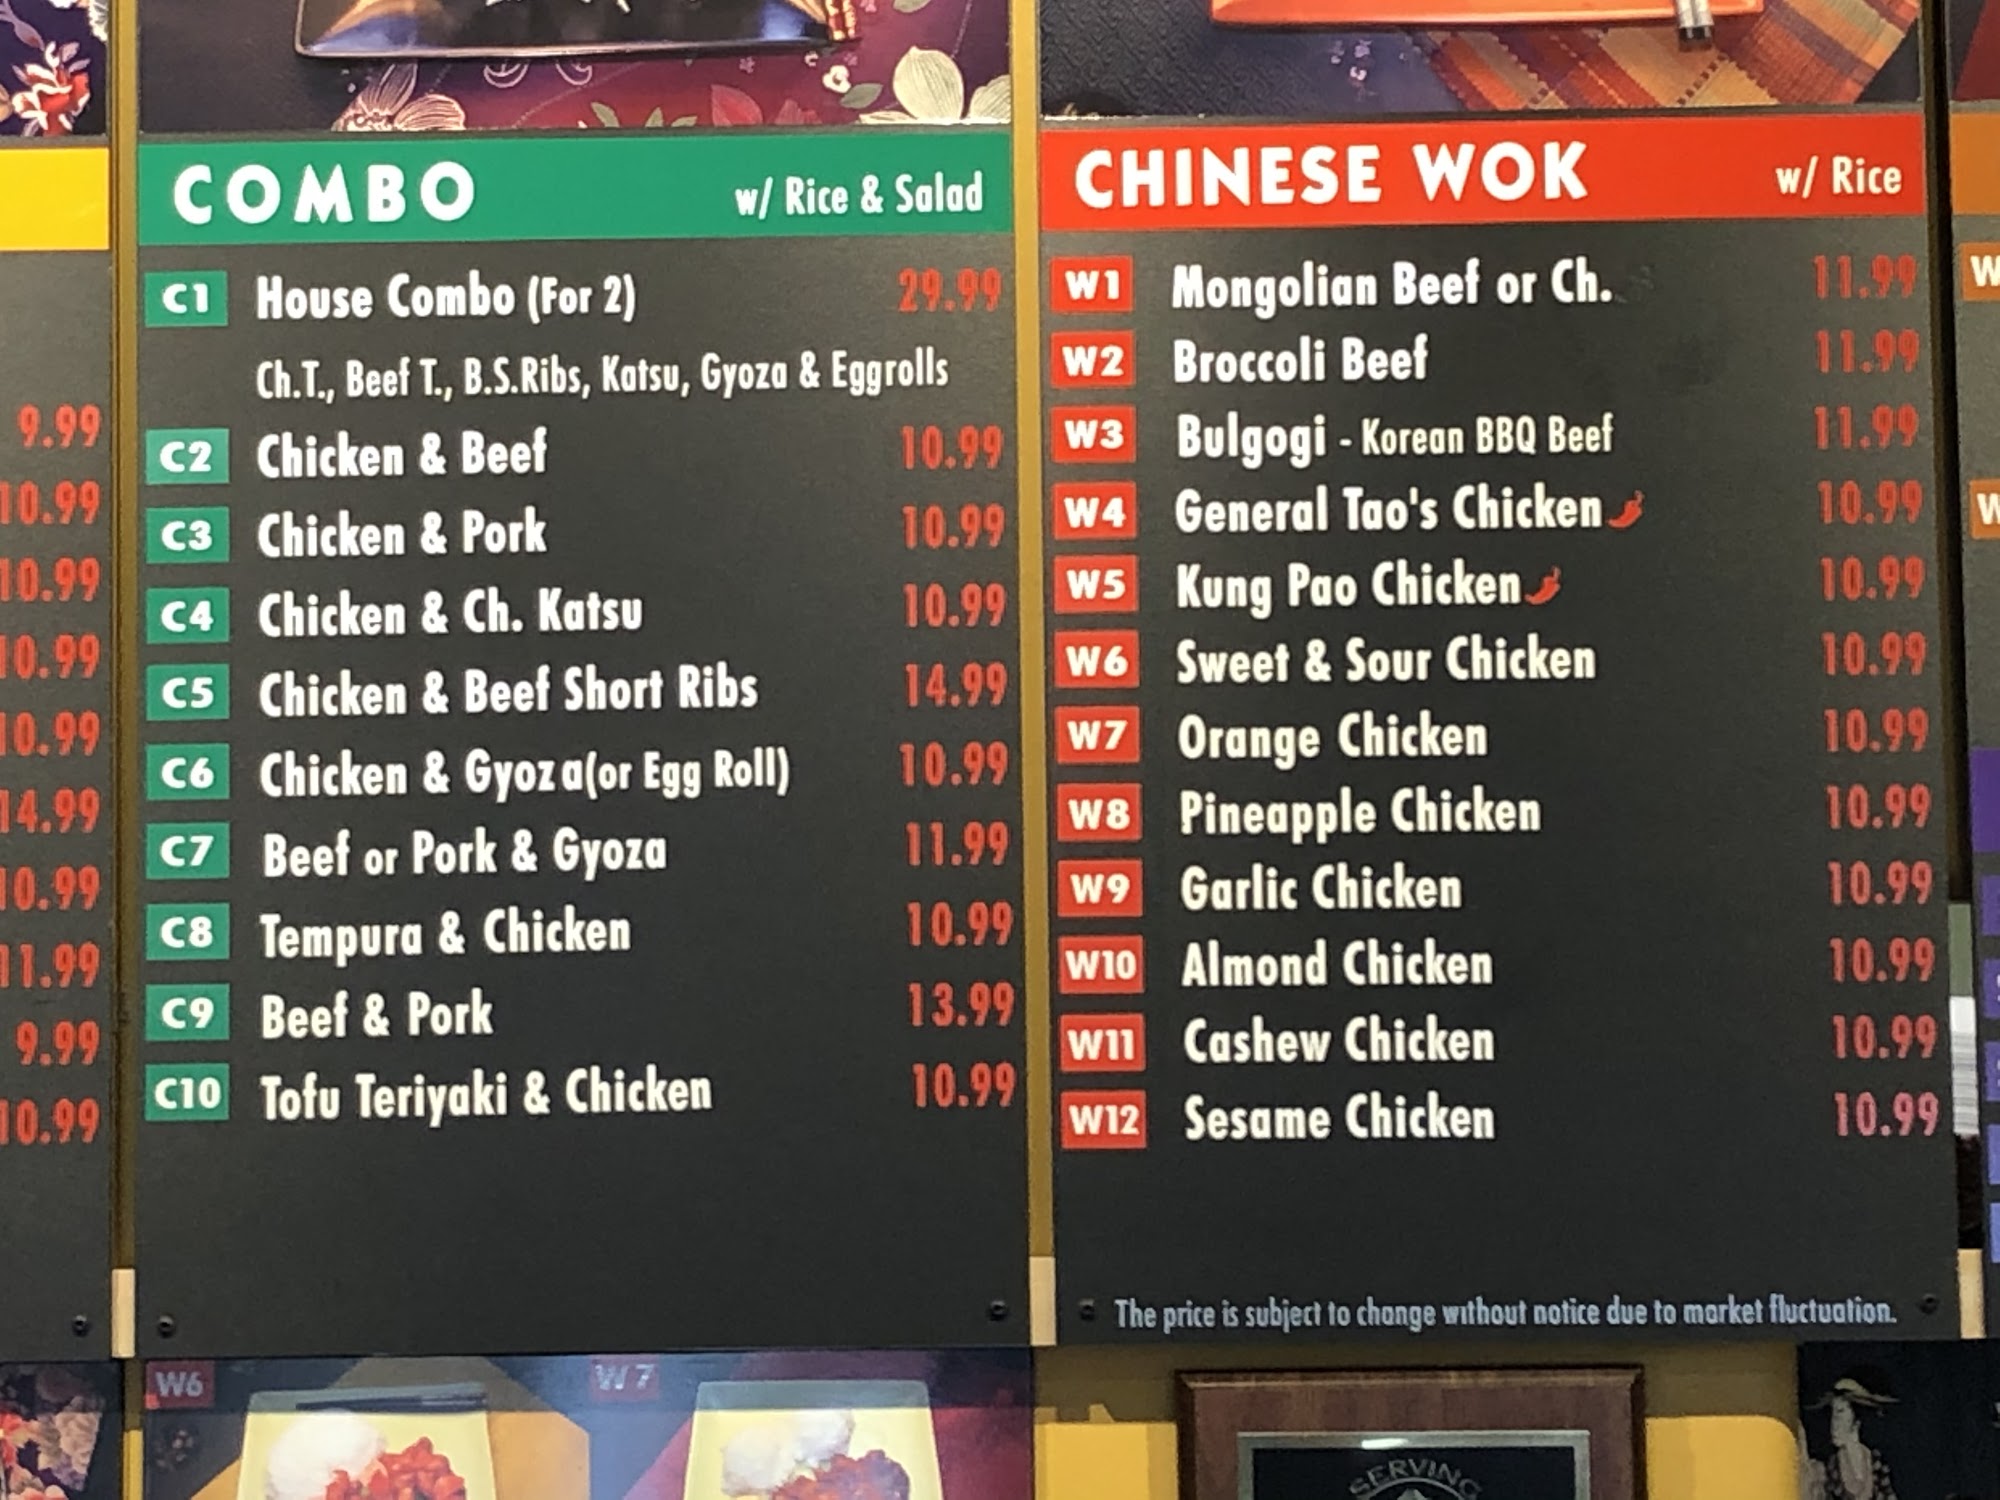 9.99
10.99
10.99
10.99
10.99
14.99
10.99
11.99
9.99
10.99
COMBO w/ Rice & Salad
C1 House Combo (For 2) 29.99
Ch.T., Beef T., B.S.Ribs, Katsu, Gyoza & Eggrolls
C2 Chicken & Beef 10.99
C3 Chicken & Pork 10.99
C4 Chicken & Ch. Katsu 10.99
C5 Chicken & Beef Short Ribs 14.99
C6 Chicken & Gyoza(or Egg Roll) 10.99
C7 Beef or Pork & Gyoza 11.99
C8 Tempura & Chicken 10.99
C9 Beef & Pork 13.99
C10 Tofu Teriyaki & Chicken 10.99
CHINESE WOK w/ Rice
W1 Mongolian Beef or Ch. 11.99
W2 Broccoli Beef 11.99
W3 Bulgogi - Korean BBQ Beef 11.99
W4 General Tao's Chicken 10.99
W5 Kung Pao Chicken 10.99
W6 Sweet & Sour Chicken 10.99
W7 Orange Chicken 10.99
W8 Pineapple Chicken 10.99
W9 Garlic Chicken 10.99
W10 Almond Chicken 10.99
W11 Cashew Chicken 10.99
W12 Sesame Chicken 10.99
The price is subject to change without notice due to market fluctuation.
W6
W7
SERVING